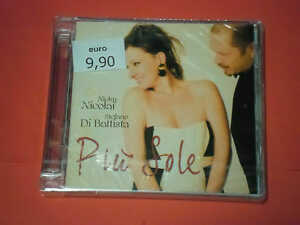 euro
9,90
Nicky
Nicolai
Stefano
Di Battista
Più Sole